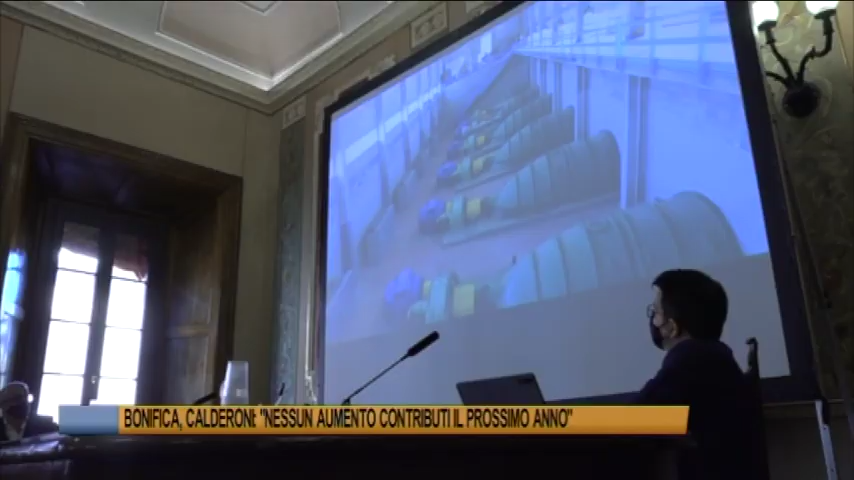 BONIFICA, CALDERONI: "NESSUN AUMENTO CONTRIBUTI IL PROSSIMO ANNO"